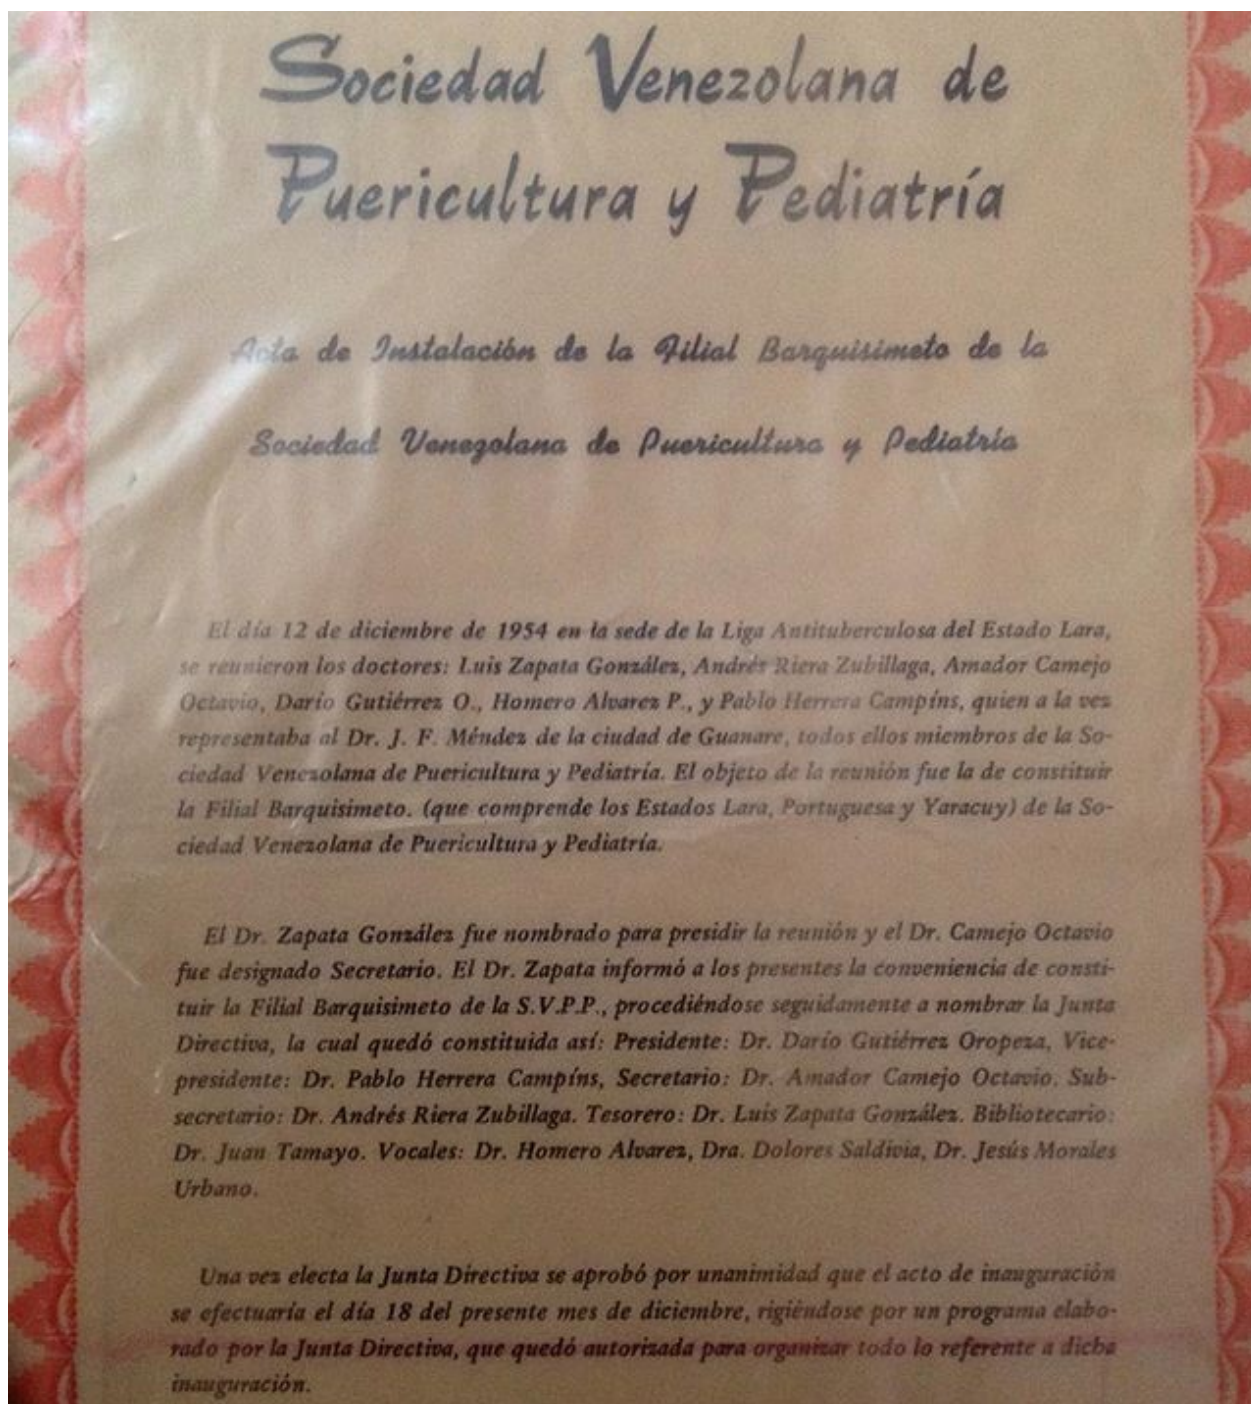 Sociedad Venezolana de
Puericultura y Pediatría
Acta de Instalación de la Filial Barquisimeto de la
Sociedad Venezolana de Puericultura y Pediatría
El día 12 de diciembre de 1954 en la sede de la Liga Antituberculosa del Estado Lara,
se reunieron los doctores: Luis Zapata González, Andrés Riera Zubillaga, Amador Camejo
Octavio, Darío Gutiérrez O., Homero Alvarez P., y Pablo Herrera Campíns, quien a la vez
representaba al Dr. J. F. Méndez de la ciudad de Guanare, todos ellos miembros de la So-
ciedad Venezolana de Puericultura y Pediatría. El objeto de la reunión fue la de constituir
la Filial Barquisimeto. (que comprende los Estados Lara, Portuguesa y Yaracuy) de la So-
ciedad Venezolana de Puericultura y Pediatría.
El Dr. Zapata González fue nombrado para presidir la reunión y el Dr. Camejo Octavio
fue designado Secretario. El Dr. Zapata informó a los presentes la conveniencia de consti-
tuir la Filial Barquisimeto de la S.V.P.P., procediéndose seguidamente a nombrar la Junta
Directiva, la cual quedó constituida así: Presidente: Dr. Darío Gutiérrez Oropeza, Vice-
presidente: Dr. Pablo Herrera Campíns, Secretario: Dr. Amador Camejo Octavio. Sub-
secretario: Dr. Andrés Riera Zubillaga. Tesorero: Dr. Luis Zapata González. Bibliotecario:
Dr. Juan Tamayo. Vocales: Dr. Homero Alvarez, Dra. Dolores Saldivia, Dr. Jesús Morales
Urbano.
Una vez electa la Junta Directiva se aprobó por unanimidad que el acto de inauguración
se efectuaría el día 18 del presente mes de diciembre, rigiéndose por un programa elabo-
rado por la Junta Directiva, que quedó autorizada para organizar todo lo referente a dicha
inauguración.